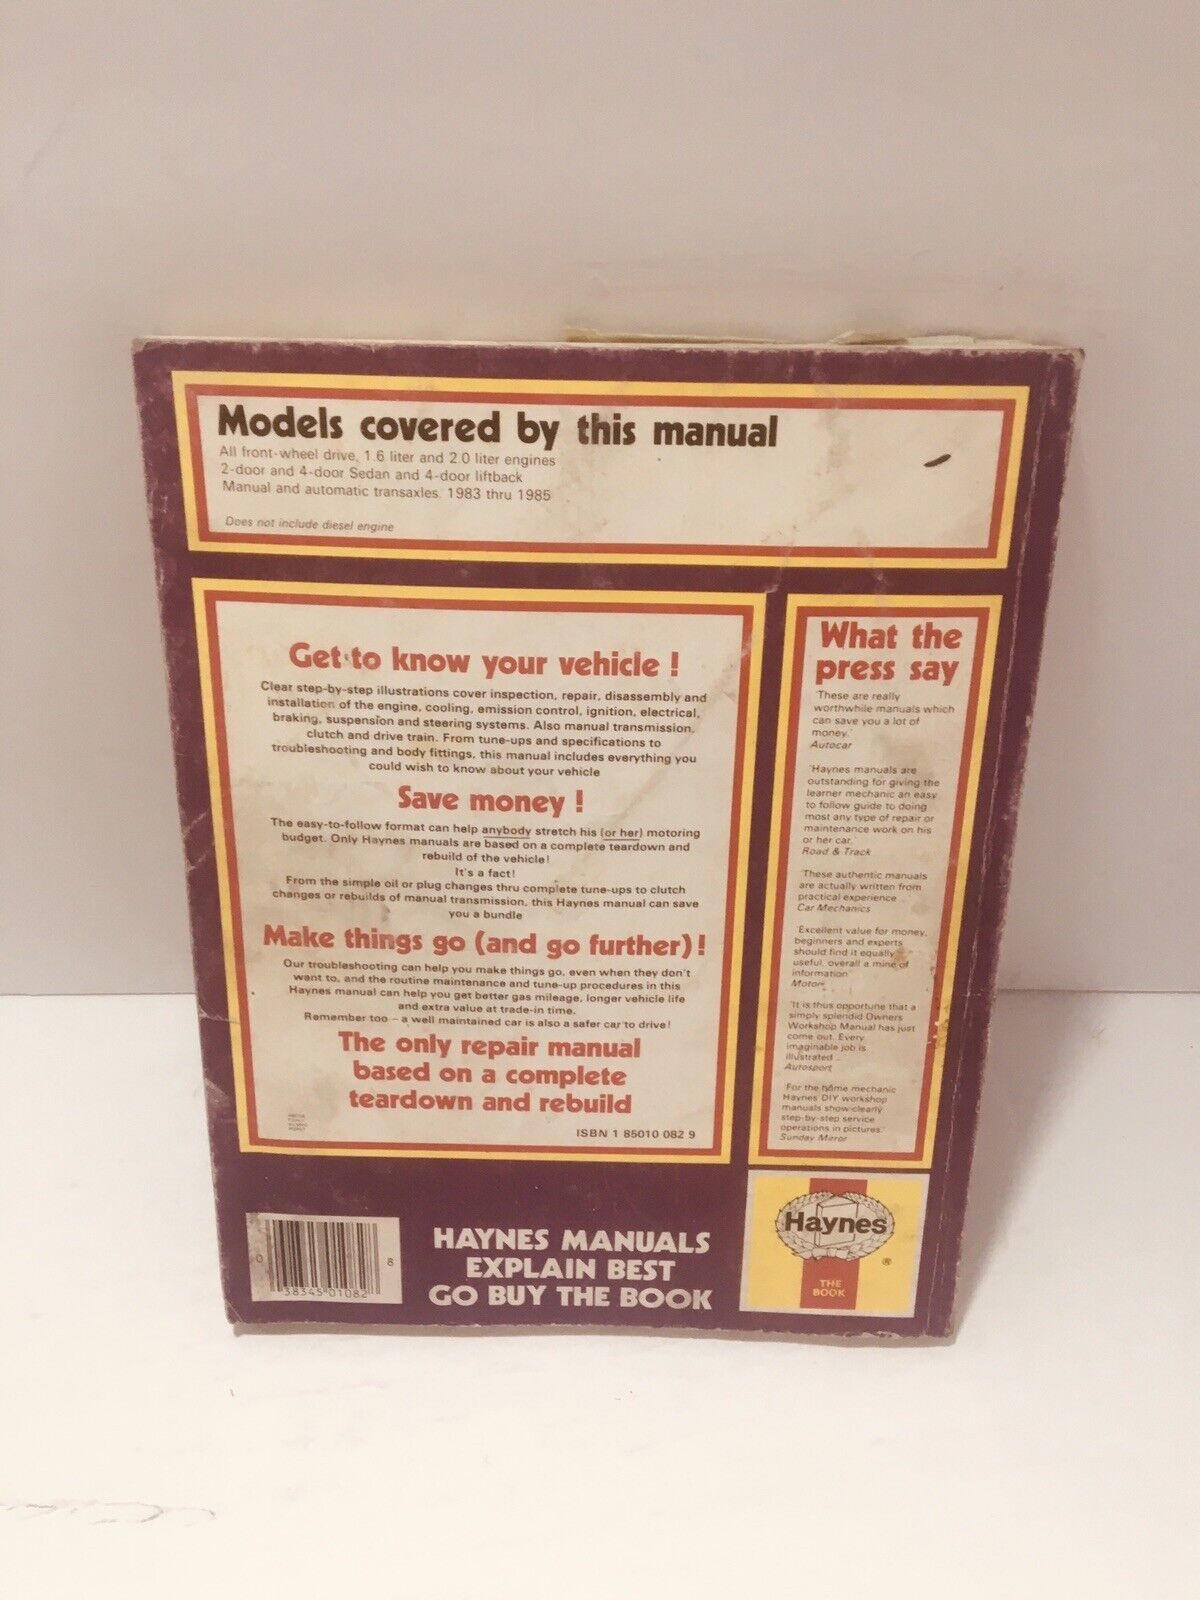 Models covered by this manual
All front-wheel drive, 1.6 liter and 2.0 liter engines
2-door and 4-door Sedan and 4-door liftback
Manual and automatic transaxles. 1983 thru 1985
Does not include diesel engine
Get to know your vehicle !
Clear step-by-step illustrations cover inspection, repair, disassembly and
installation of the engine, cooling, emission control, ignition, electrical,
braking, suspension and steering systems. Also manual transmission,
clutch and drive train. From tune-ups and specifications to
troubleshooting and body fittings, this manual includes everything you
could wish to know about your vehicle
Save money !
The easy-to-follow format can help anybody stretch his (or her) motoring
budget. Only Haynes manuals are based on a complete teardown and
rebuild of the vehicle!
It's a fact!
From the simple oil or plug changes thru complete tune-ups to clutch
changes or rebuilds of manual transmission, this Haynes manual can save
you a bundle
Make things go (and go further) !
Our troubleshooting can help you make things go, even when they don't
want to, and the routine maintenance and tune-up procedures in this
Haynes manual can help you get better gas mileage, longer vehicle life
and extra value at trade-in time.
Remember too – a well maintained car is also a safer car to drive!
The only repair manual
based on a complete
teardown and rebuild
ISBN 1 85010 082 9
What the
press say
'These are really
worthwhile manuals which
can save you a lot of
money.'
Autocar
'Haynes manuals are
outstanding for giving the
learner mechanic an easy
to follow guide to doing
most any type of repair or
maintenance work on his
or her car.'
Road & Track
'These authentic manuals
are actually written from
practical experience ...'
Car Mechanics
'Excellent value for money,
beginners and experts
should find it equally
useful, overall a mine of
information'
Motor
'It is thus opportune that a
simply splendid Owners
Workshop Manual has just
come out. Every
imaginable job is
illustrated ...'
Autosport
'For the home mechanic
Haynes DIY workshop
manuals show clearly
step-by-step service
operations in pictures.'
Sunday Mirror
0 38345 01082 8
HAYNES MANUALS
EXPLAIN BEST
GO BUY THE BOOK
Haynes
®
THE
BOOK